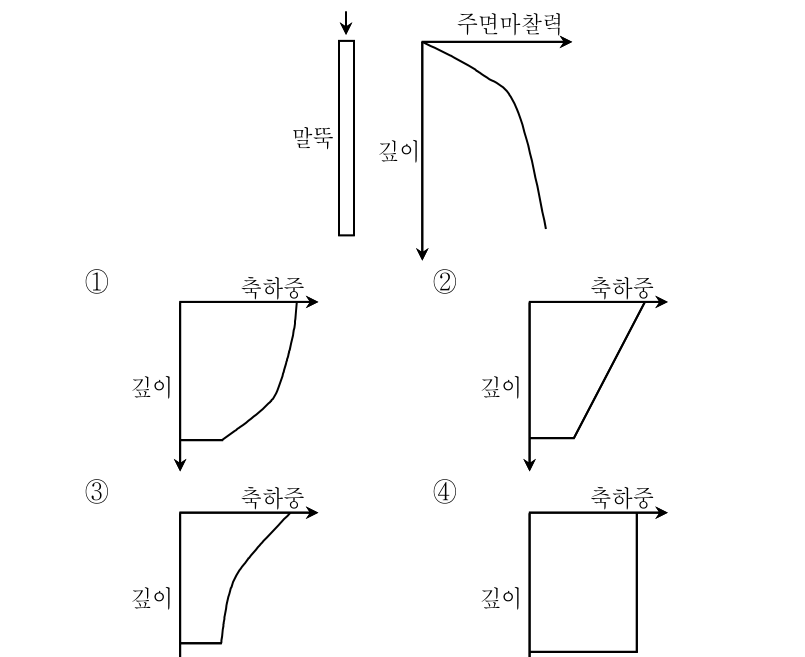 주면마찰력
말뚝
깊이
① 축하중
깊이
② 축하중
깊이
③ 축하중
깊이
④ 축하중
깊이